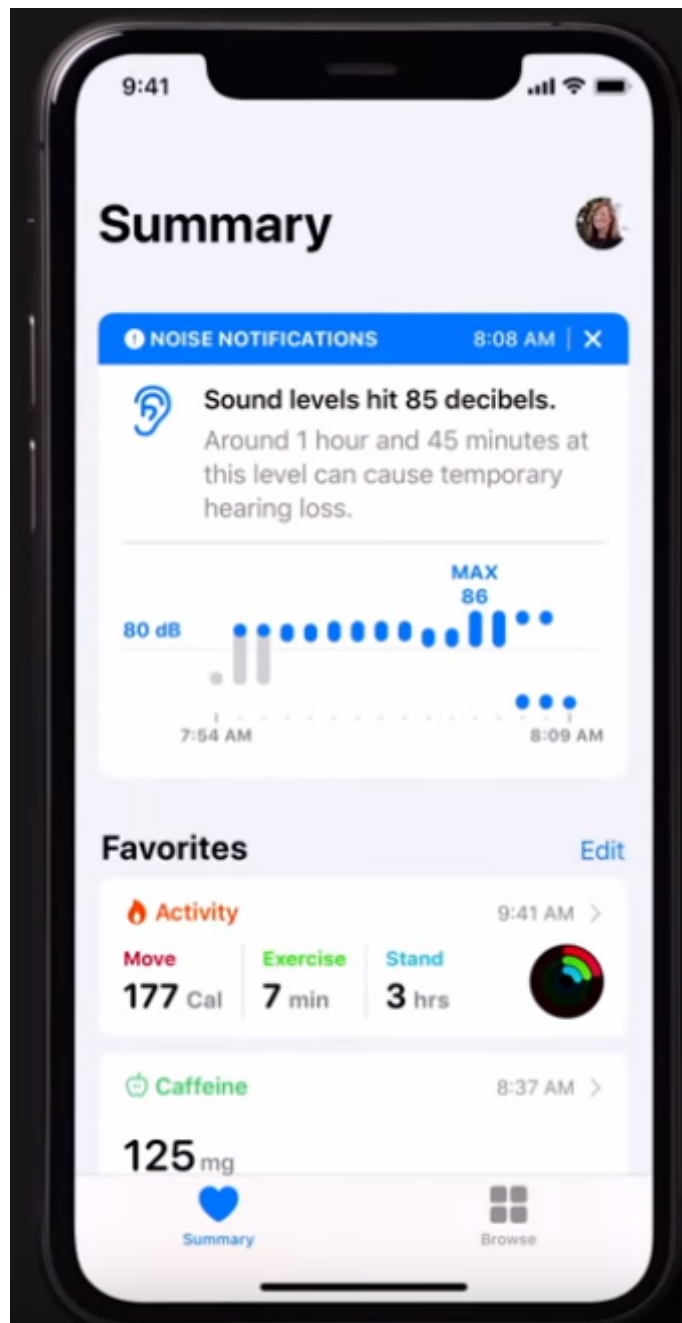 9:41
Summary
NOISE NOTIFICATIONS 8:08 AM
Sound levels hit 85 decibels.
Around 1 hour and 45 minutes at
this level can cause temporary
hearing loss.
MAX
86
80 dB
7:54 AM 8:09 AM
Favorites Edit
Activity 9:41 AM
Move Exercise Stand
177 Cal 7 min 3 hrs
Caffeine 8:37 AM
125 mg
Summary Browse